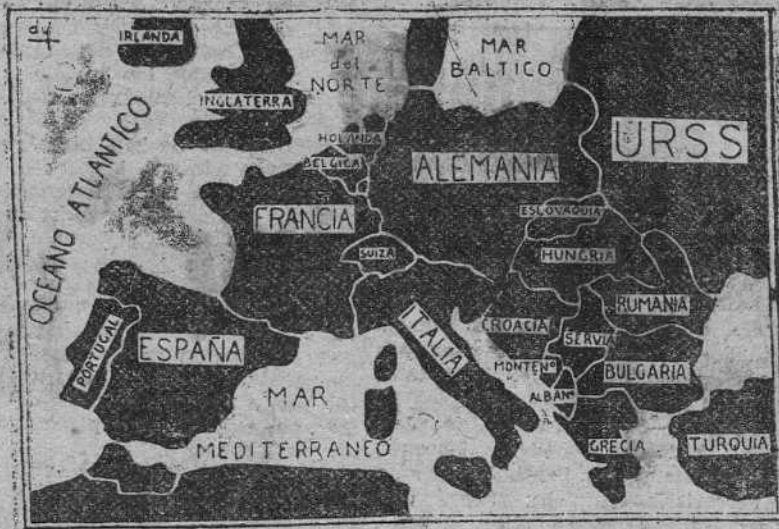 IRLANDA
MAR
del
NORTE
MAR
BALTICO
INGLATERRA
OCEANO ATLANTICO
HOLANDA
BELGICA
ALEMANIA
URSS
FRANCIA
ESLOVAQUIA
SUIZA
HUNGRIA
RUMANIA
CROACIA
ITALIA
SERVIA
PORTUGAL
ESPAÑA
MONTENº
BULGARIA
ALBANº
MAR
MEDITERRANEO
GRECIA
TURQUIA